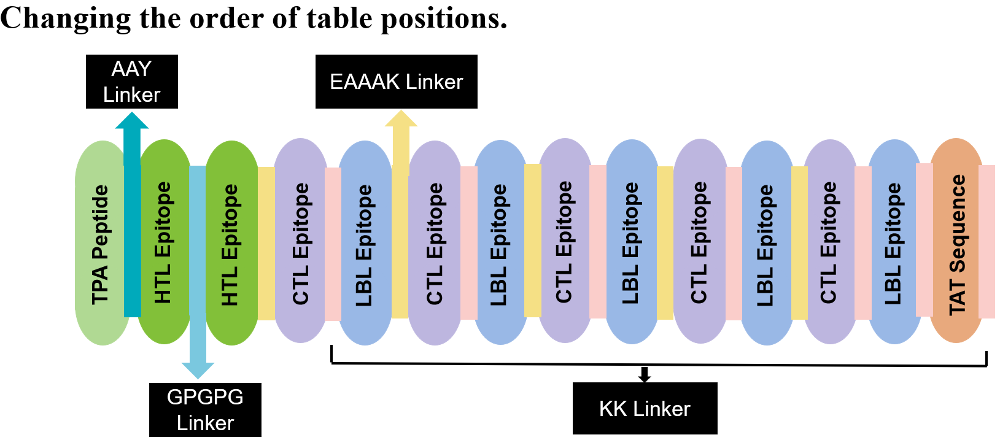 Changing the order of table positions.
AAY
Linker
EAAAK Linker
TPA Peptide
HTL Epitope
HTL Epitope
CTL Epitope
LBL Epitope
CTL Epitope
LBL Epitope
CTL Epitope
LBL Epitope
CTL Epitope
LBL Epitope
CTL Epitope
LBL Epitope
TAT Sequence
GPGPG
Linker
KK Linker